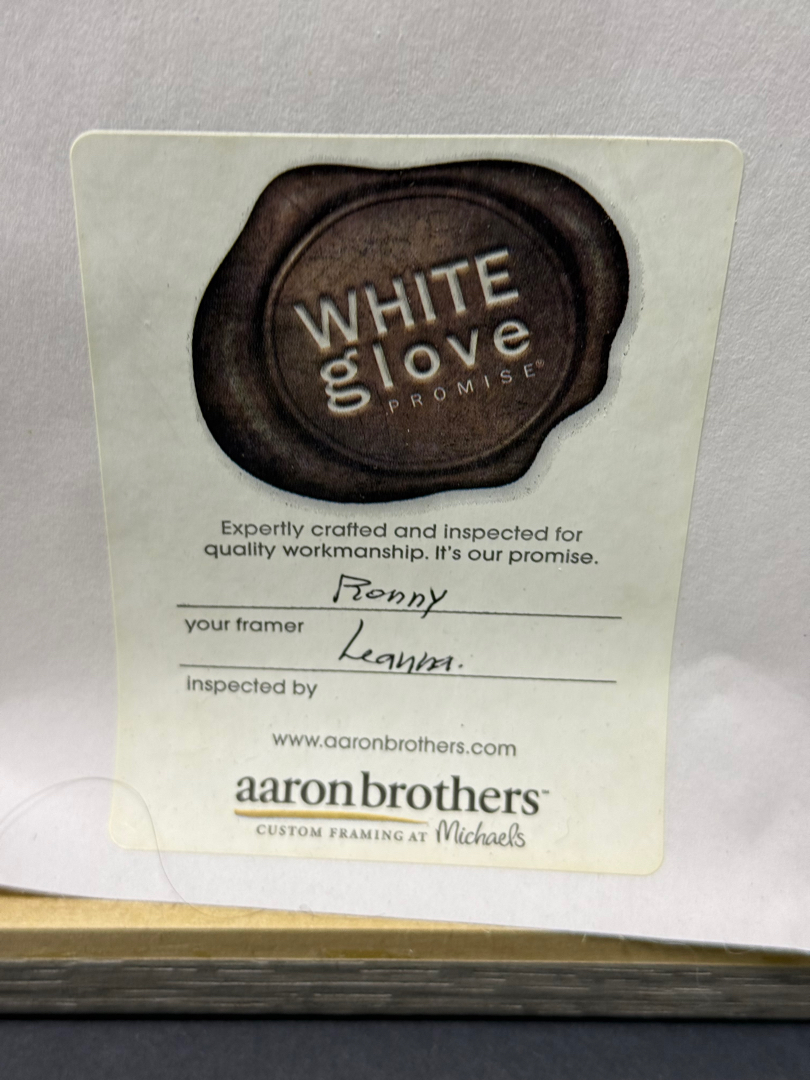 WHITE
glove
PROMISE®
Expertly crafted and inspected for
quality workmanship. It's our promise.
Ronny
your framer
Leanna.
inspected by
www.aaronbrothers.com
aaronbrothers™
CUSTOM FRAMING AT Michaels